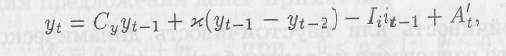 y_t = C_y y_{t-1} + ϰ(y_{t-1} − y_{t-2}) − I_i i_{t-1} + A'_t,